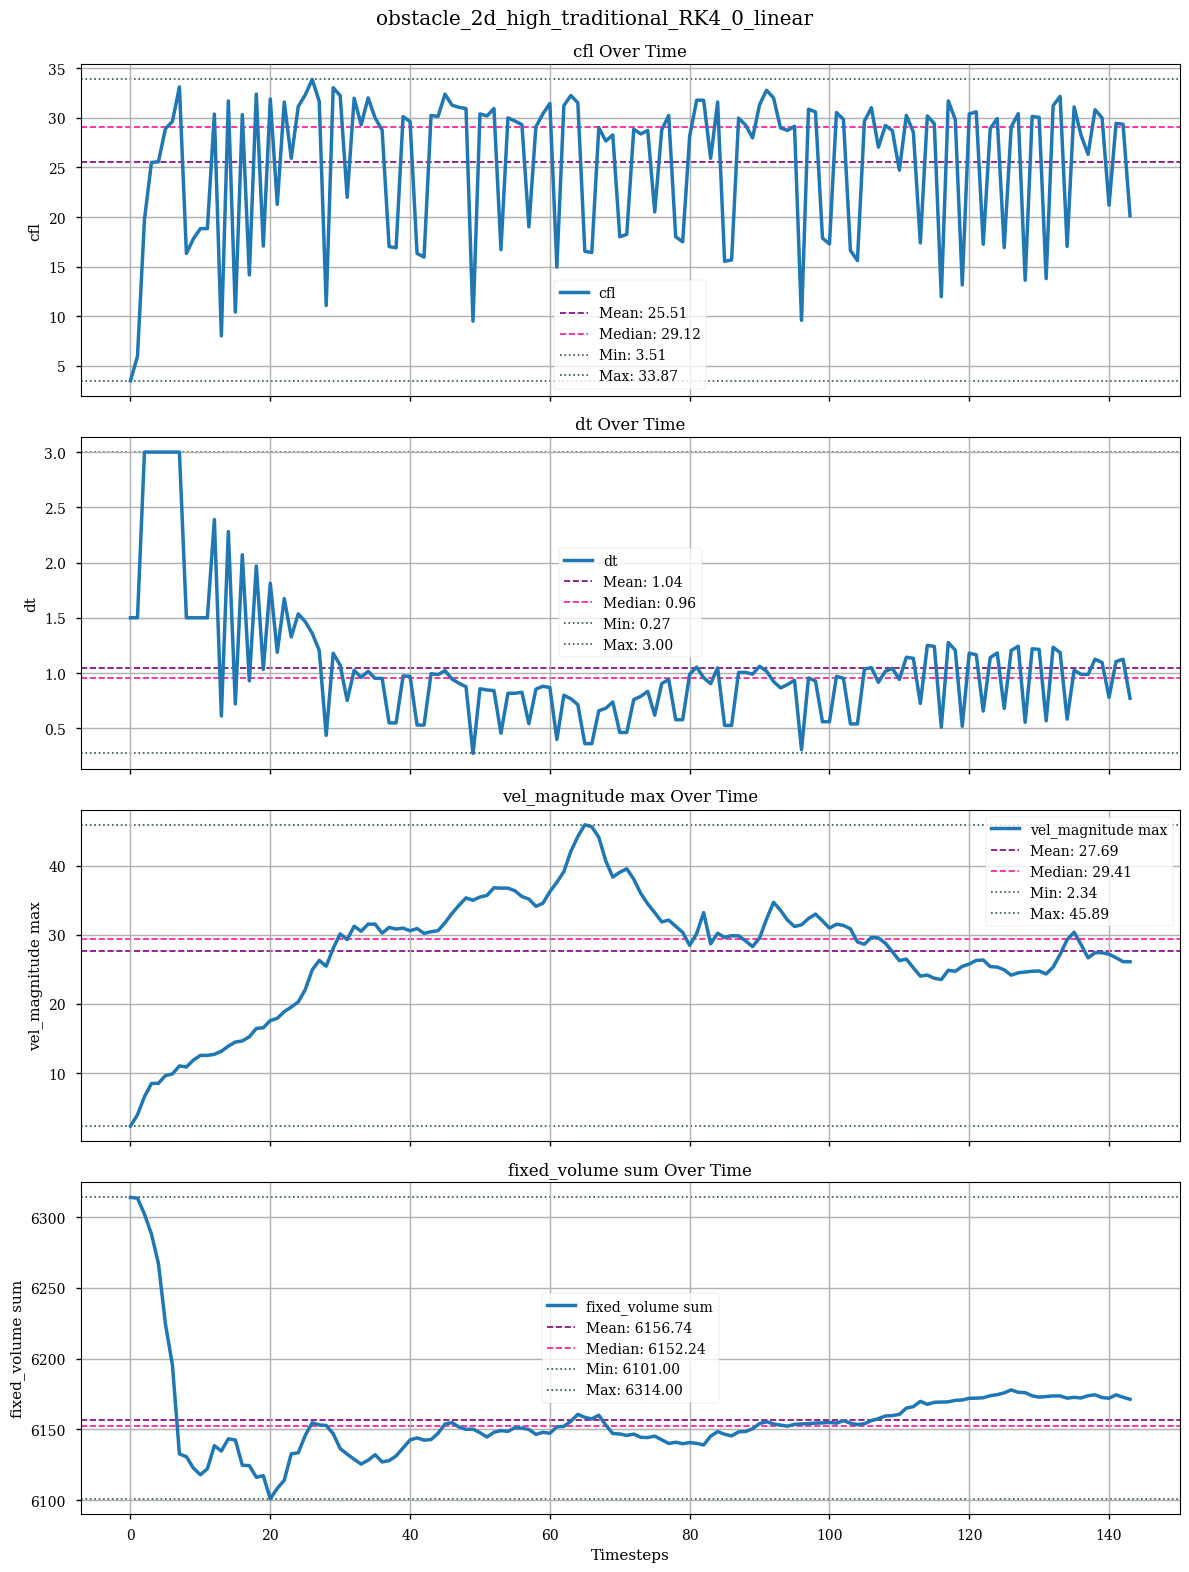 obstacle_2d_high_traditional_RK4_0_linear
cfl Over Time
cfl
35
30
25
20
15
10
5
cfl
Mean: 25.51
Median: 29.12
Min: 3.51
Max: 33.87
dt Over Time
dt
3.0
2.5
2.0
1.5
1.0
0.5
dt
Mean: 1.04
Median: 0.96
Min: 0.27
Max: 3.00
vel_magnitude max Over Time
vel_magnitude max
40
30
20
10
vel_magnitude max
Mean: 27.69
Median: 29.41
Min: 2.34
Max: 45.89
fixed_volume sum Over Time
fixed_volume sum
6300
6250
6200
6150
6100
fixed_volume sum
Mean: 6156.74
Median: 6152.24
Min: 6101.00
Max: 6314.00
0 20 40 60 80 100 120 140
Timesteps